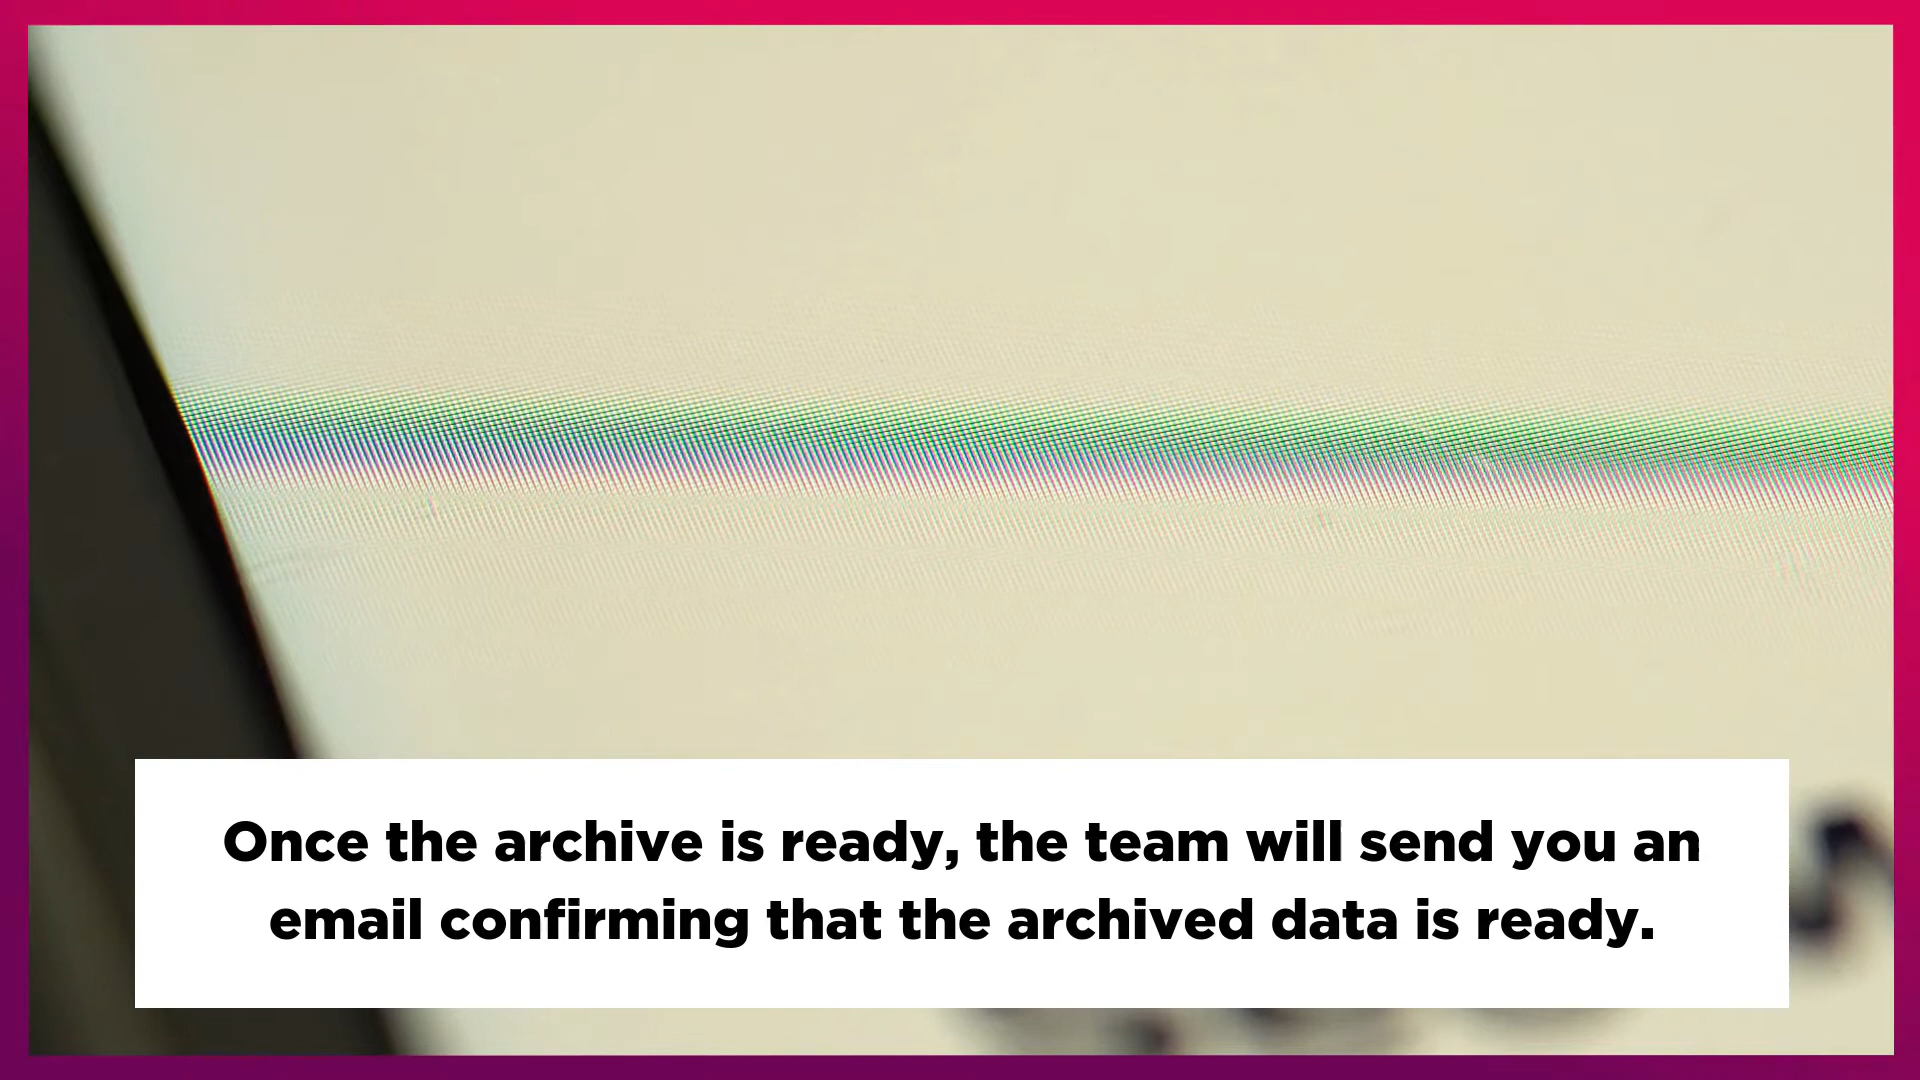 Once the archive is ready, the team will send you an
email confirming that the archived data is ready.